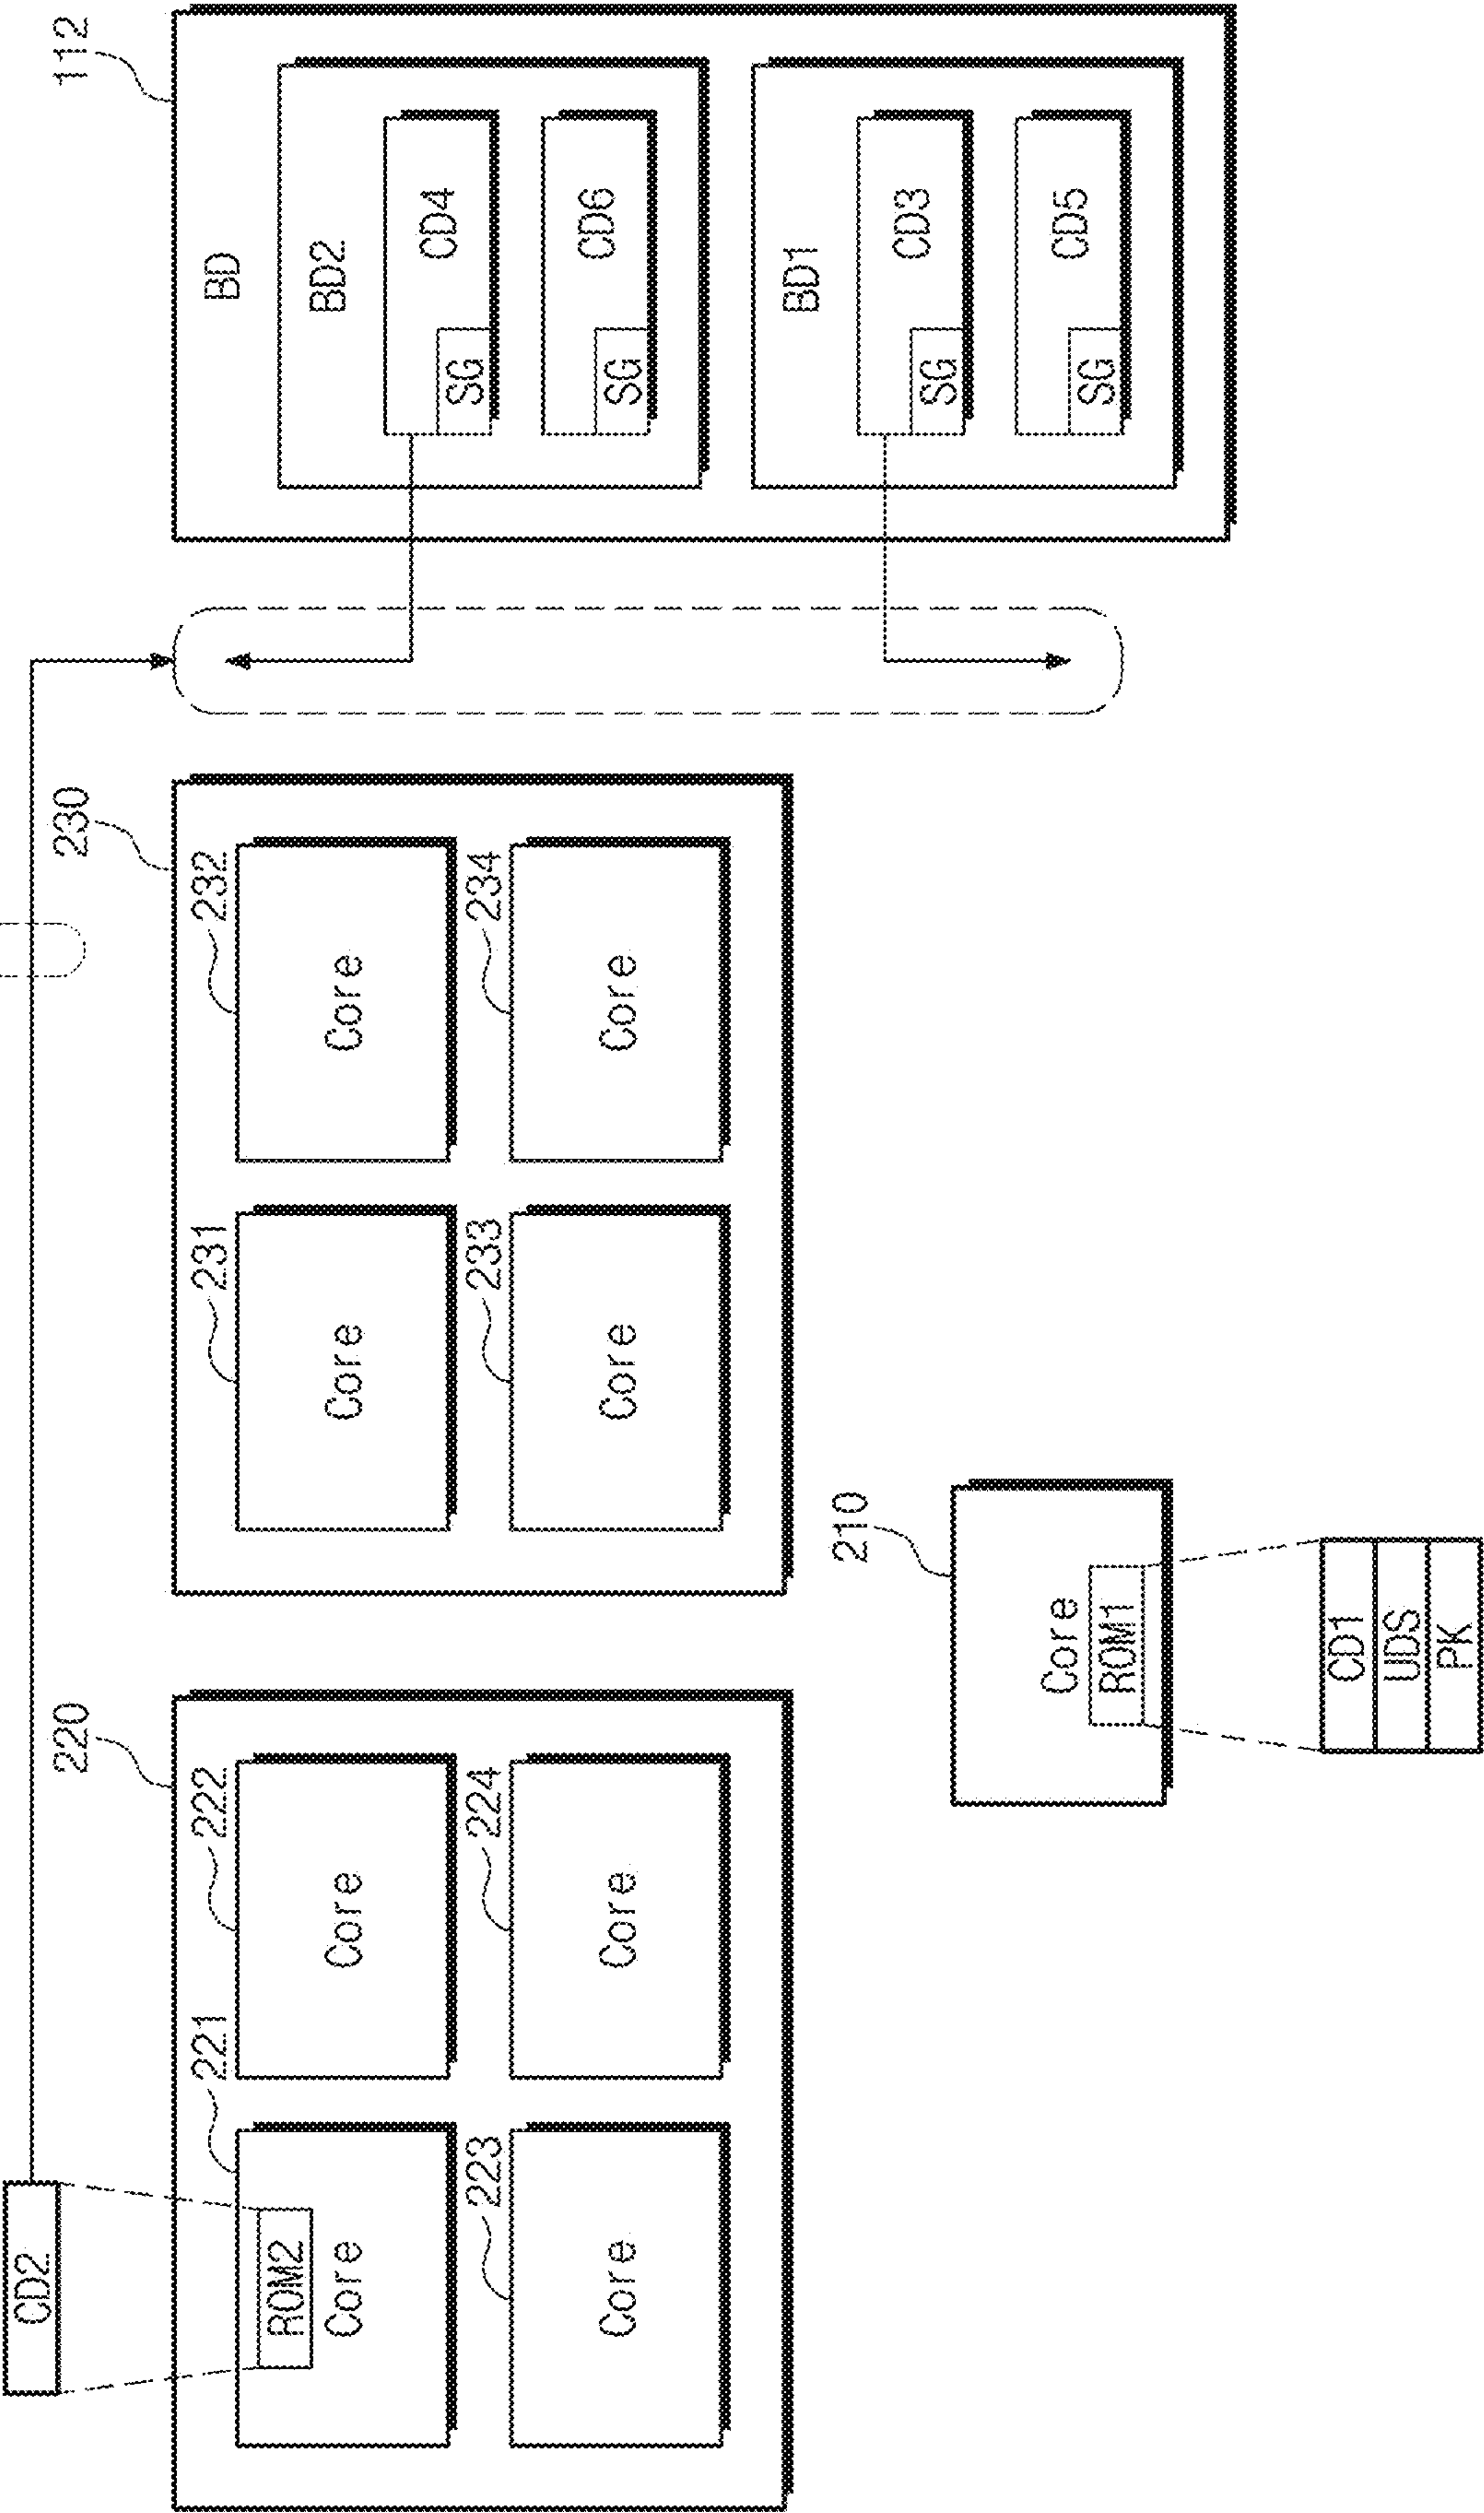 CD2
220
221
222
ROM2
Core
Core
223
224
Core
Core
230
231
232
Core
Core
233
234
Core
Core
210
Core
ROM1
CD1
UDS
PK
112
BD
BD2
CD4
SG
CD6
SG
BD1
CD3
SG
CD5
SG